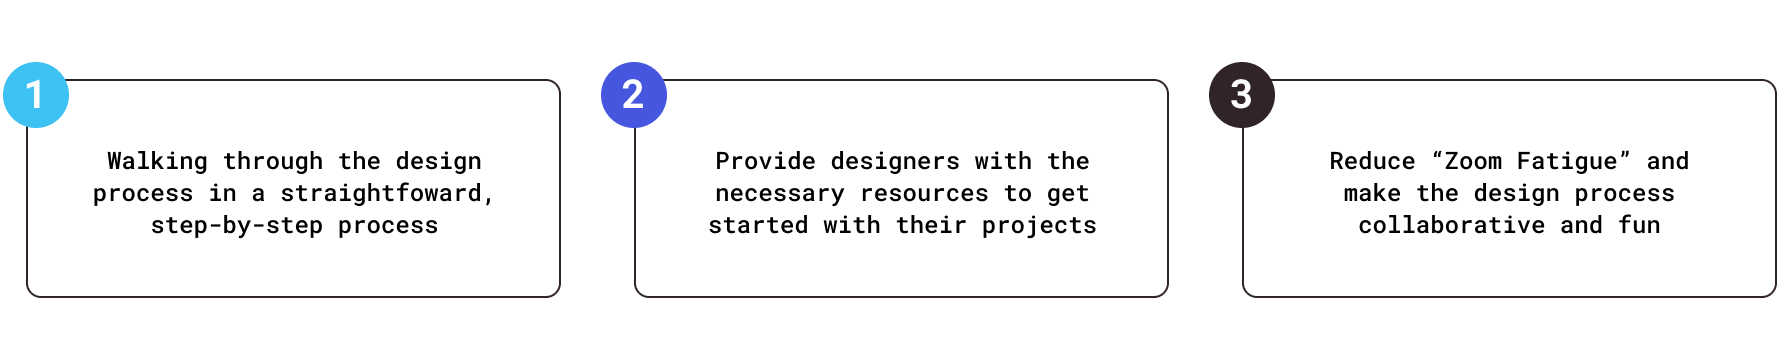 1
Walking through the design
process in a straightfoward,
step-by-step process
2
Provide designers with the
necessary resources to get
started with their projects
3
Reduce “Zoom Fatigue” and
make the design process
collaborative and fun